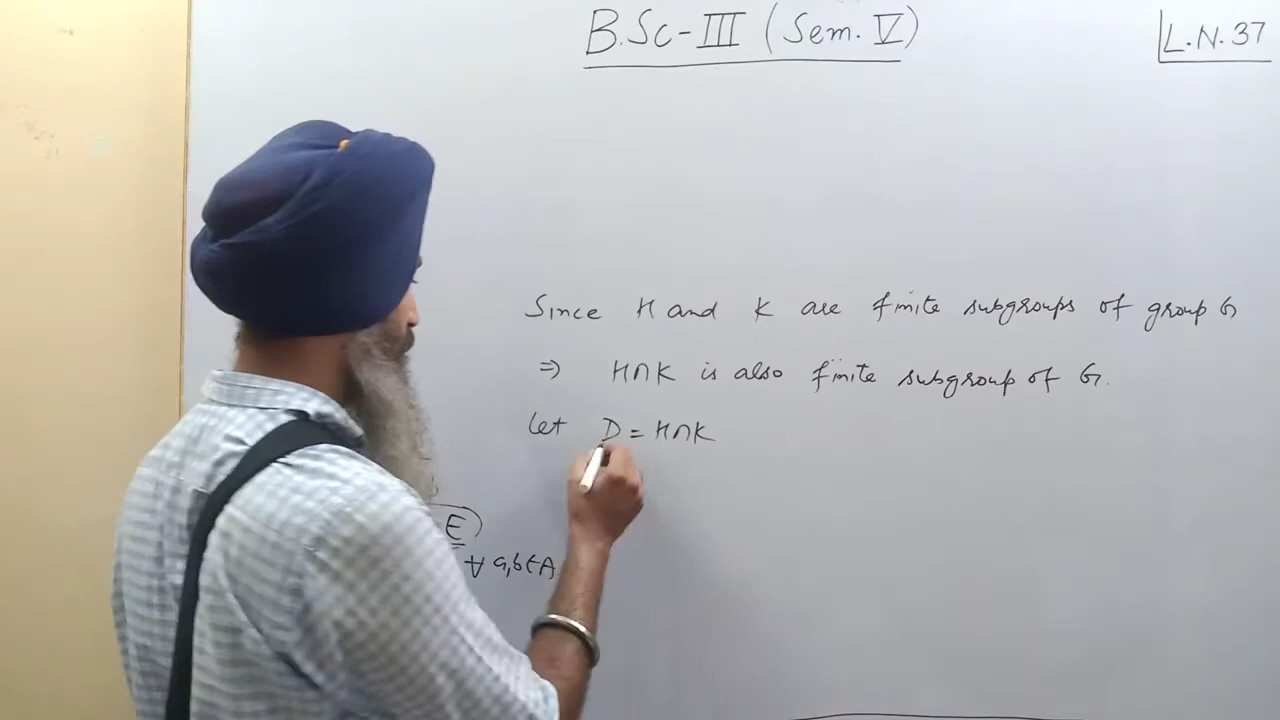 B.Sc-III (Sem. V)
L.N. 37
Since H and K are finite subgroups of group G
⇒ H∩K is also finite subgroup of G.
Let D = H∩K
E
∀ a,b∈A